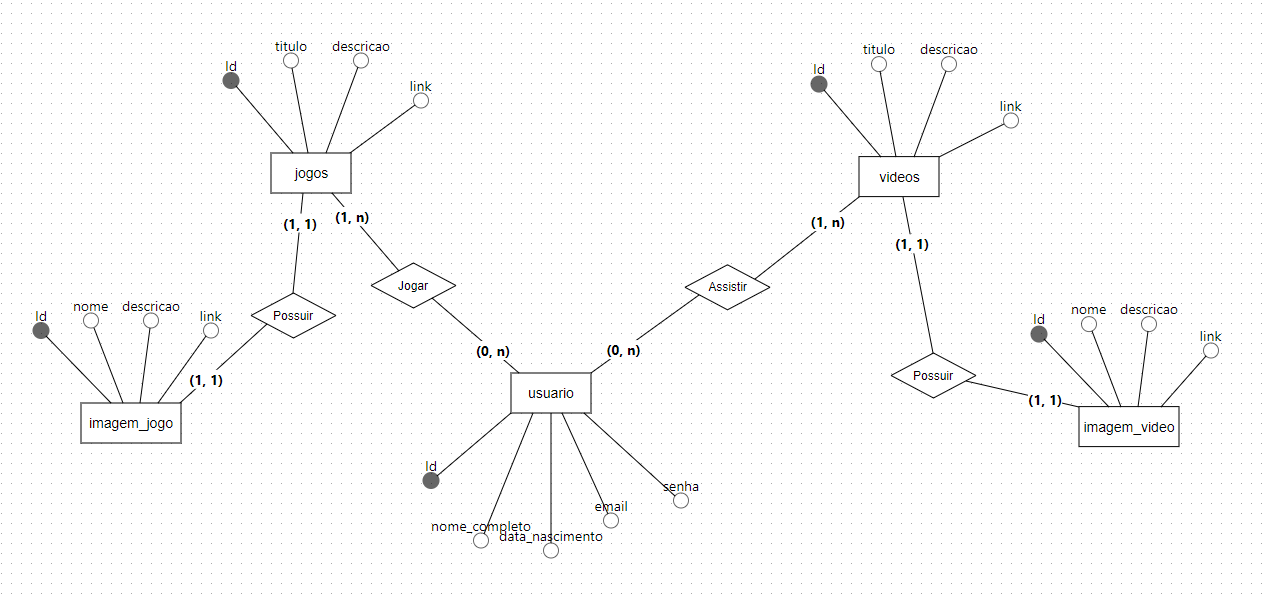 titulo
descricao
Id
link
jogos
(1, 1)
(1, n)
Jogar
Possuir
(0, n)
Id
nome
descricao
link
(1, 1)
imagem_jogo
titulo
descricao
Id
link
videos
(1, n)
(1, 1)
Assistir
(0, n)
usuario
Id
nome_completo
data_nascimento
email
senha
Possuir
(1, 1)
Id
nome
descricao
link
imagem_video